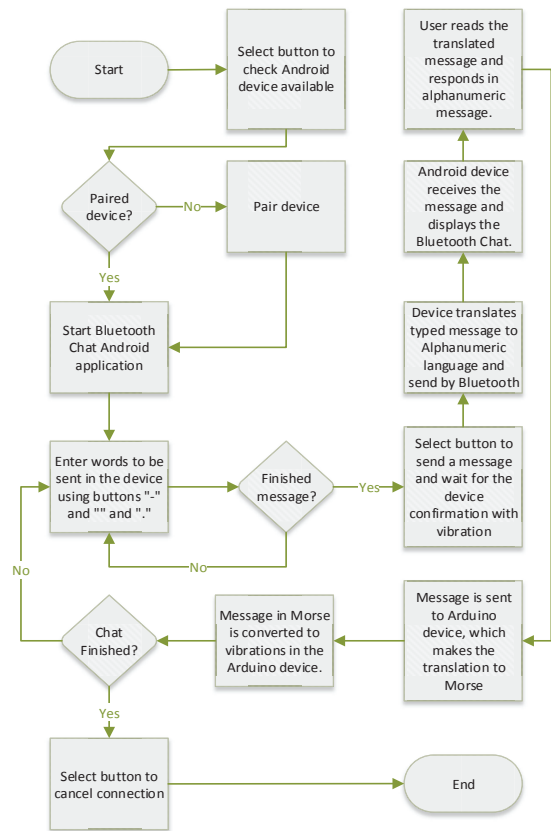 Start
Select button to
check Android
device available
Paired
device?
No
Pair device
Yes
Start Bluetooth
Chat Android
application
Enter words to be
sent in the device
using buttons "-"
and "" and "."
Finished
message?
No
Yes
Select button to
send a message
and wait for the
device
confirmation with
vibration
Device translates
typed message to
Alphanumeric
language and
send by Bluetooth
Android device
receives the
message and
displays the
Bluetooth Chat.
User reads the
translated
message and
responds in
alphanumeric
message.
Message is sent
to Arduino
device, which
makes the
translation to
Morse
Message in Morse
is converted to
vibrations in the
Arduino device.
Chat
Finished?
No
Yes
Select button to
cancel connection
End